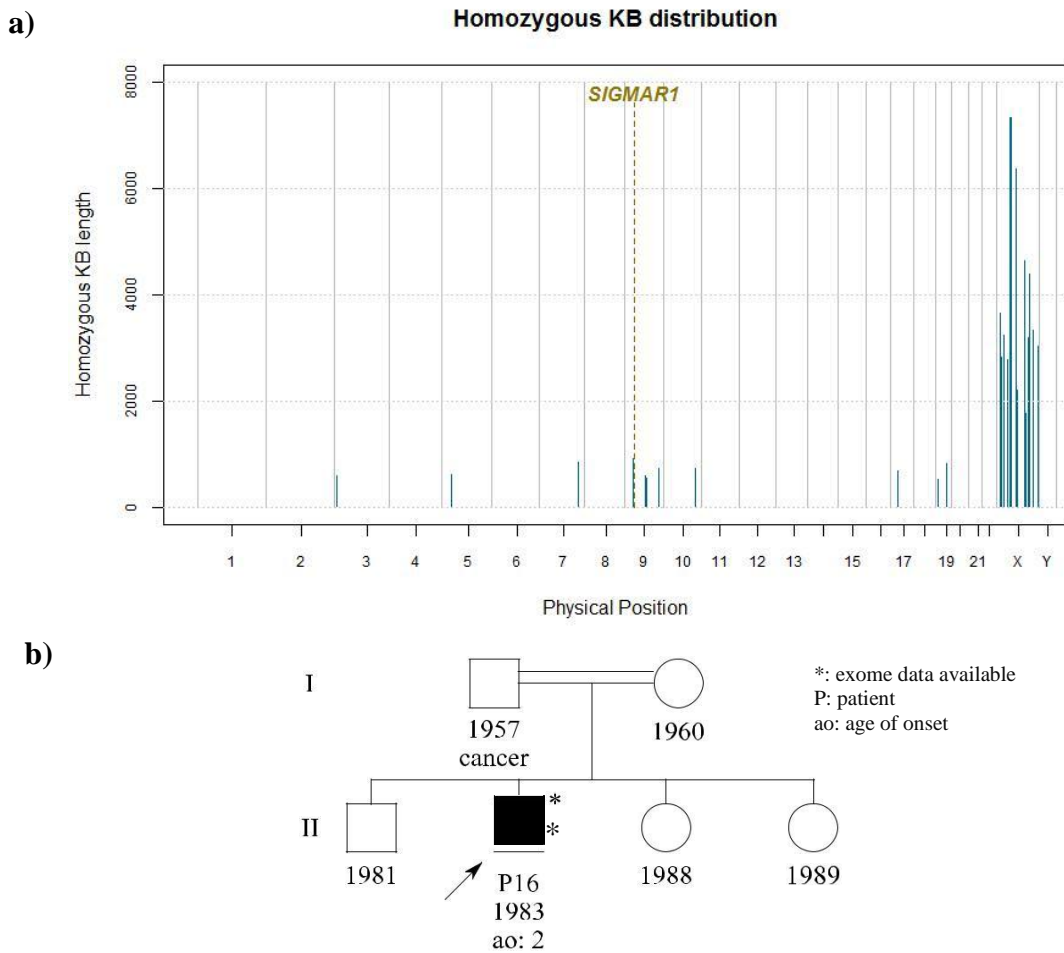 a)
Homozygous KB distribution
SIGMAR1
8000
6000
4000
2000
0
Homozygous KB length
1 2 3 4 5 6 7 8 9 10 11 12 13 15 17 19 21 X Y
Physical Position
b)
I
*: exome data available
P: patient
ao: age of onset
1957
cancer
1960
II
*
*
1981
P16
1983
ao: 2
1988
1989